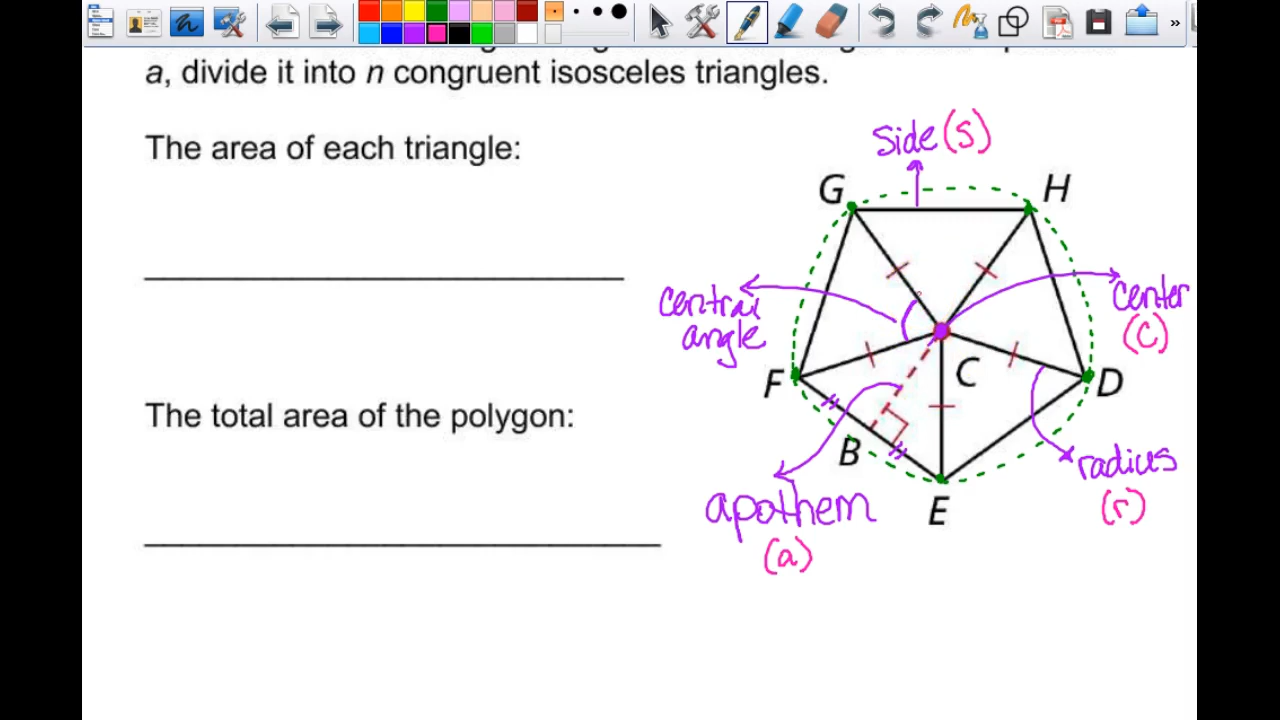 a, divide it into n congruent isosceles triangles.
The area of each triangle:
side (s)
G
H
central
angle
center
(C)
F
C
D
The total area of the polygon:
B
radius
(r)
apothem
(a)
E
»